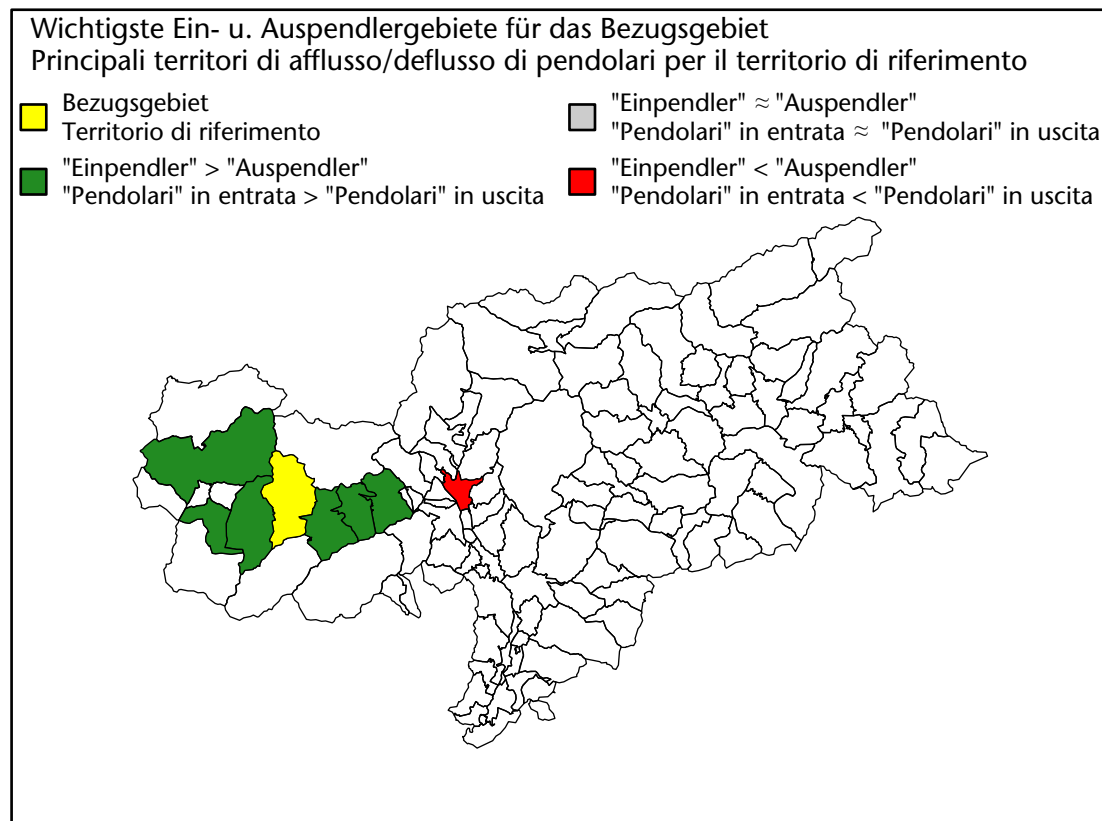 Wichtigste Ein- u. Auspendlergebiete für das Bezugsgebiet
Principali territori di afflusso/deflusso di pendolari per il territorio di riferimento
Bezugsgebiet
Territorio di riferimento
"Einpendler" > "Auspendler"
"Pendolari" in entrata > "Pendolari" in uscita
"Einpendler" ≈ "Auspendler"
"Pendolari" in entrata ≈ "Pendolari" in uscita
"Einpendler" < "Auspendler"
"Pendolari" in entrata < "Pendolari" in uscita